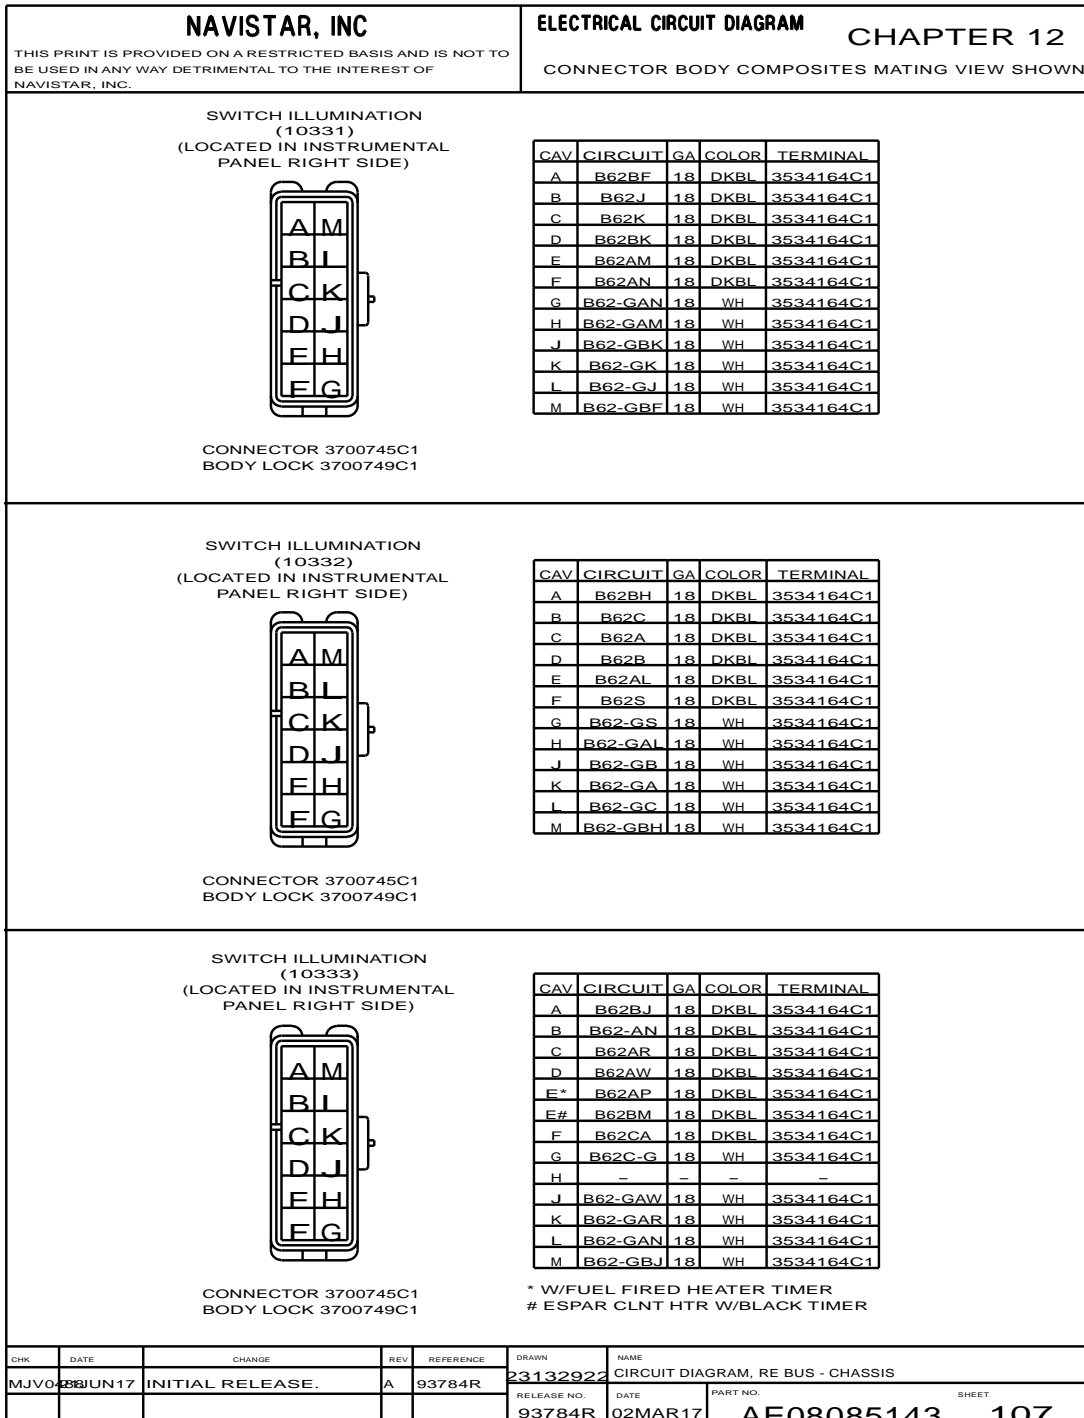 NAVISTAR, INC
THIS PRINT IS PROVIDED ON A RESTRICTED BASIS AND IS NOT TO
BE USED IN ANY WAY DETRIMENTAL TO THE INTEREST OF
NAVISTAR, INC.
ELECTRICAL CIRCUIT DIAGRAM
CHAPTER 12
CONNECTOR BODY COMPOSITES MATING VIEW SHOWN
SWITCH ILLUMINATION
(10331)
(LOCATED IN INSTRUMENTAL
PANEL RIGHT SIDE)
A M
B L
C K
D J
E H
F G
CONNECTOR 3700745C1
BODY LOCK 3700749C1
CAV CIRCUIT GA COLOR TERMINAL
A B62BF 18 DKBL 3534164C1
B B62J 18 DKBL 3534164C1
C B62K 18 DKBL 3534164C1
D B62BK 18 DKBL 3534164C1
E B62AM 18 DKBL 3534164C1
F B62AN 18 DKBL 3534164C1
G B62-GAN 18 WH 3534164C1
H B62-GAM 18 WH 3534164C1
J B62-GBK 18 WH 3534164C1
K B62-GK 18 WH 3534164C1
L B62-GJ 18 WH 3534164C1
M B62-GBF 18 WH 3534164C1
SWITCH ILLUMINATION
(10332)
(LOCATED IN INSTRUMENTAL
PANEL RIGHT SIDE)
A M
B L
C K
D J
E H
F G
CONNECTOR 3700745C1
BODY LOCK 3700749C1
CAV CIRCUIT GA COLOR TERMINAL
A B62BH 18 DKBL 3534164C1
B B62C 18 DKBL 3534164C1
C B62A 18 DKBL 3534164C1
D B62B 18 DKBL 3534164C1
E B62AL 18 DKBL 3534164C1
F B62S 18 DKBL 3534164C1
G B62-GS 18 WH 3534164C1
H B62-GAL 18 WH 3534164C1
J B62-GB 18 WH 3534164C1
K B62-GA 18 WH 3534164C1
L B62-GC 18 WH 3534164C1
M B62-GBH 18 WH 3534164C1
SWITCH ILLUMINATION
(10333)
(LOCATED IN INSTRUMENTAL
PANEL RIGHT SIDE)
A M
B L
C K
D J
E H
F G
CONNECTOR 3700745C1
BODY LOCK 3700749C1
CAV CIRCUIT GA COLOR TERMINAL
A B62BJ 18 DKBL 3534164C1
B B62-AN 18 DKBL 3534164C1
C B62AR 18 DKBL 3534164C1
D B62AW 18 DKBL 3534164C1
E* B62AP 18 DKBL 3534164C1
E# B62BM 18 DKBL 3534164C1
F B62CA 18 DKBL 3534164C1
G B62C-G 18 WH 3534164C1
H – – – –
J B62-GAW 18 WH 3534164C1
K B62-GAR 18 WH 3534164C1
L B62-GAN 18 WH 3534164C1
M B62-GBJ 18 WH 3534164C1
* W/FUEL FIRED HEATER TIMER
# ESPAR CLNT HTR W/BLACK TIMER
CHK DATE CHANGE REV REFERENCE
INITIAL RELEASE. A 93784R
DRAWN
23132922
NAME
CIRCUIT DIAGRAM, RE BUS - CHASSIS
RELEASE NO.
93784R
DATE
02MAR17
PART NO.
AE08085143
SHEET
107